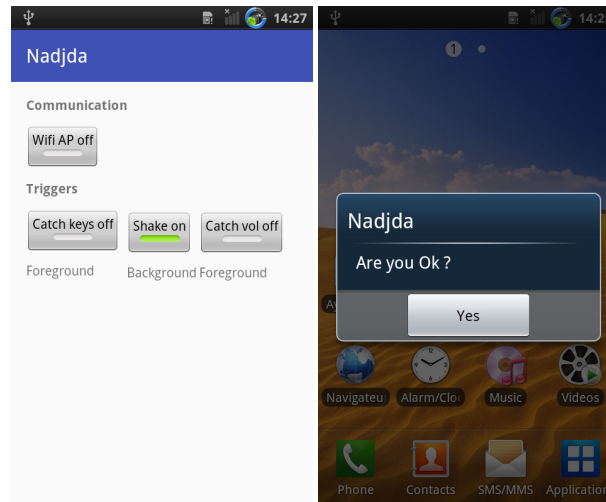 14:27
Nadjda
Communication
Wifi AP off
Triggers
Catch keys off
Shake on
Catch vol off
Foreground
Background
Foreground
14:2
1
Nadjda
Are you Ok ?
Yes
Navigateu
Alarm/Clo
Music
Videos
Phone
Contacts
SMS/MMS
Application